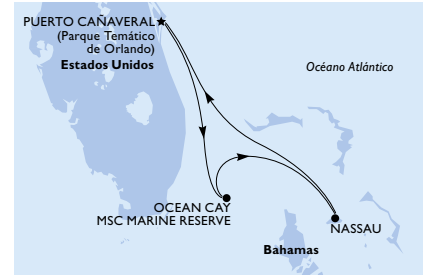 PUERTO CAÑAVERAL
(Parque Temático
de Orlando)
Estados Unidos
Océano Atlántico
OCEAN CAY
MSC MARINE RESERVE
NASSAU
Bahamas